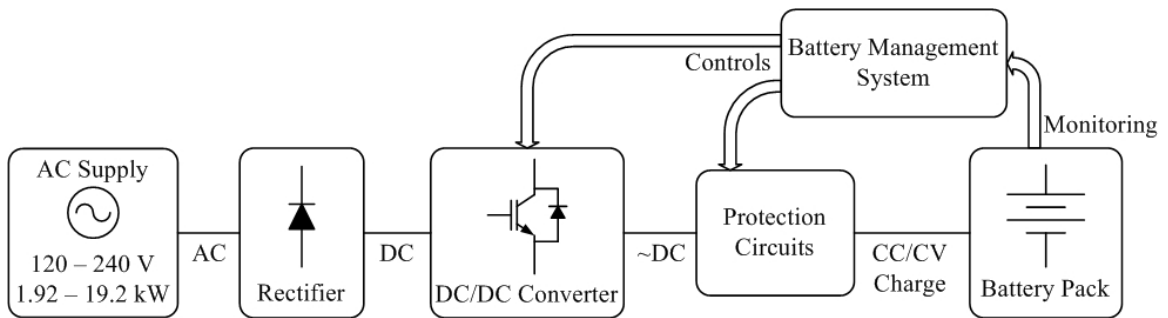 Battery Management
System
Controls
Monitoring
AC Supply
120 – 240 V
1.92 – 19.2 kW
AC
Rectifier
DC
DC/DC Converter
~DC
Protection
Circuits
CC/CV
Charge
Battery Pack